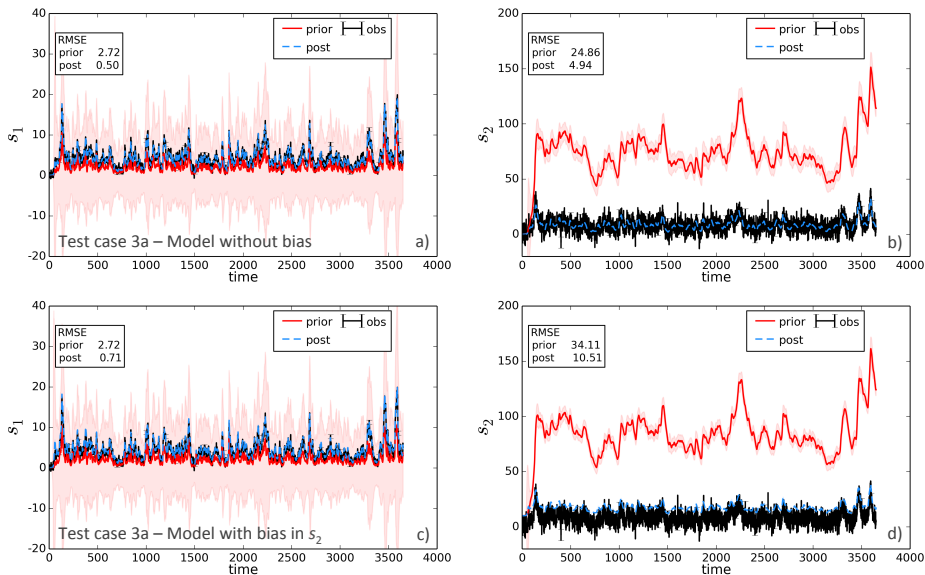 40
30
20
10
0
−10
−20
s1
RMSE
prior 2.72
post 0.50
prior obs
post
Test case 3a – Model without bias a)
0 500 1000 1500 2000 2500 3000 3500 4000
time
200
150
100
50
0
s2
RMSE
prior 24.86
post 4.94
prior obs
post
b)
0 500 1000 1500 2000 2500 3000 3500 4000
time
40
30
20
10
0
−10
−20
s1
RMSE
prior 2.72
post 0.71
prior obs
post
Test case 3a – Model with bias in s2 c)
0 500 1000 1500 2000 2500 3000 3500 4000
time
200
150
100
50
0
s2
RMSE
prior 34.11
post 10.51
prior obs
post
d)
0 500 1000 1500 2000 2500 3000 3500 4000
time